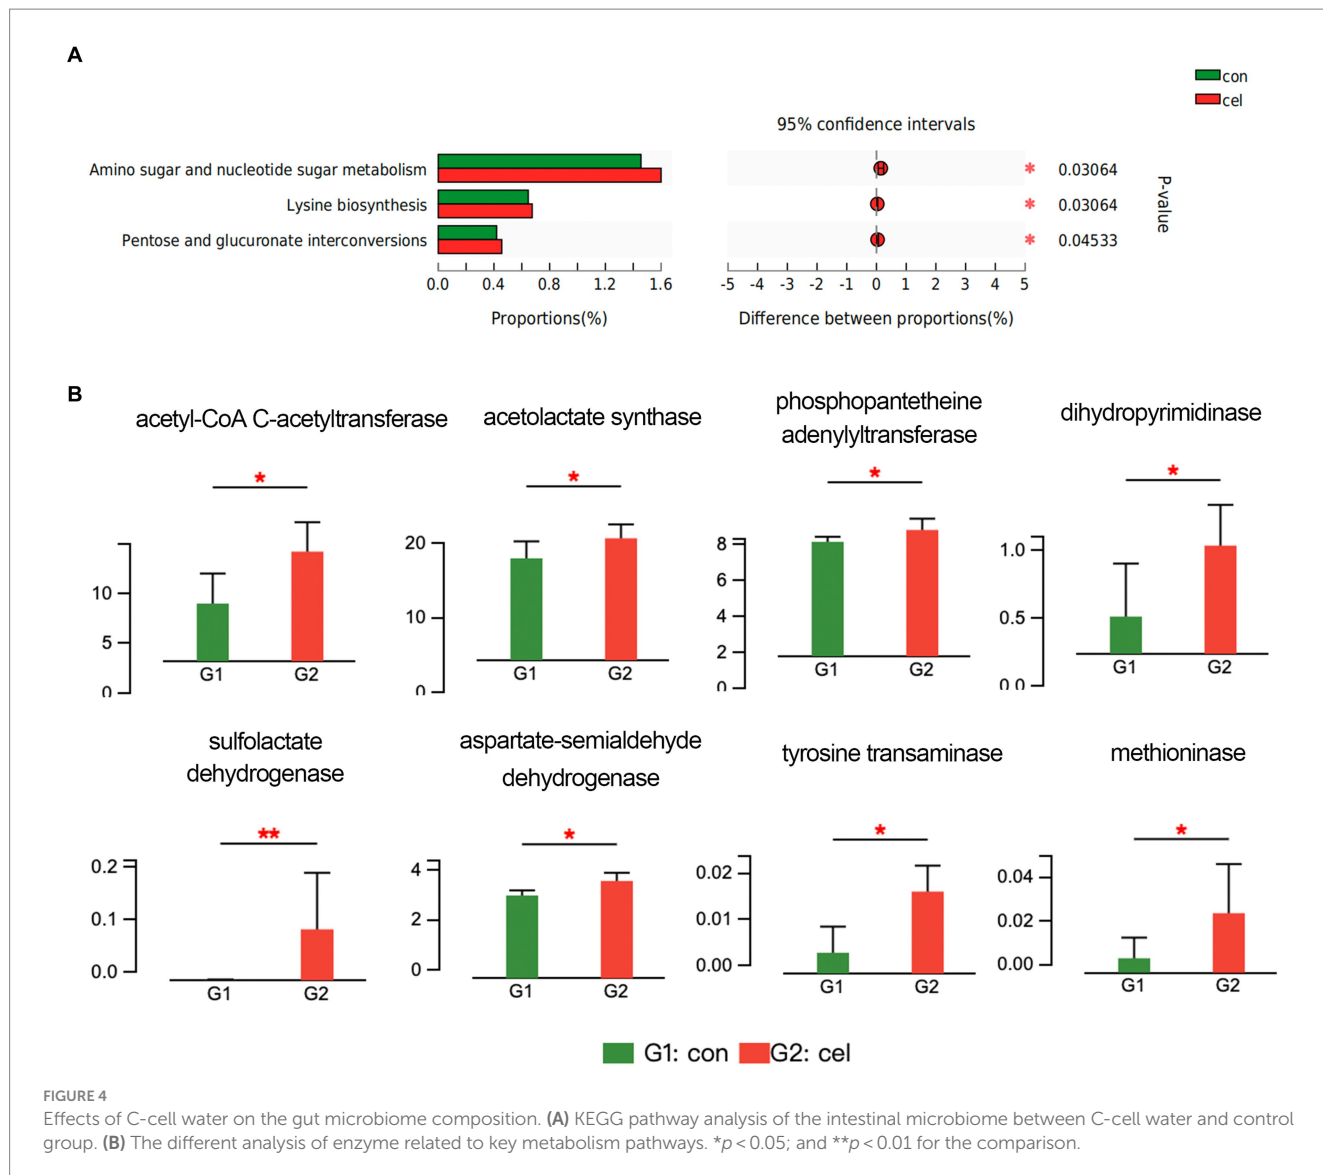 A
con
cel
95% confidence intervals
Amino sugar and nucleotide sugar metabolism
* 0.03064
Lysine biosynthesis
* 0.03064
Pentose and glucuronate interconversions
* 0.04533
P-value
0.0 0.4 0.8 1.2 1.6
-5 -4 -3 -2 -1 0 1 2 3 4 5
Proportions(%)
Difference between proportions(%)
B
acetyl-CoA C-acetyltransferase
*
10
5
0
G1 G2
acetolactate synthase
*
20
10
0
G1 G2
phosphopantetheine
adenylyltransferase
*
8
6
4
2
0
G1 G2
dihydropyrimidinase
*
1.0
0.5
0.0
G1 G2
sulfolactate
dehydrogenase
**
0.2
0.1
0.0
G1 G2
aspartate-semialdehyde
dehydrogenase
*
4
2
0
G1 G2
tyrosine transaminase
*
0.02
0.01
0.00
G1 G2
methioninase
*
0.04
0.02
0.00
G1 G2
G1: con G2: cel
FIGURE 4
Effects of C-cell water on the gut microbiome composition. (A) KEGG pathway analysis of the intestinal microbiome between C-cell water and control
group. (B) The different analysis of enzyme related to key metabolism pathways. *p < 0.05; and **p < 0.01 for the comparison.